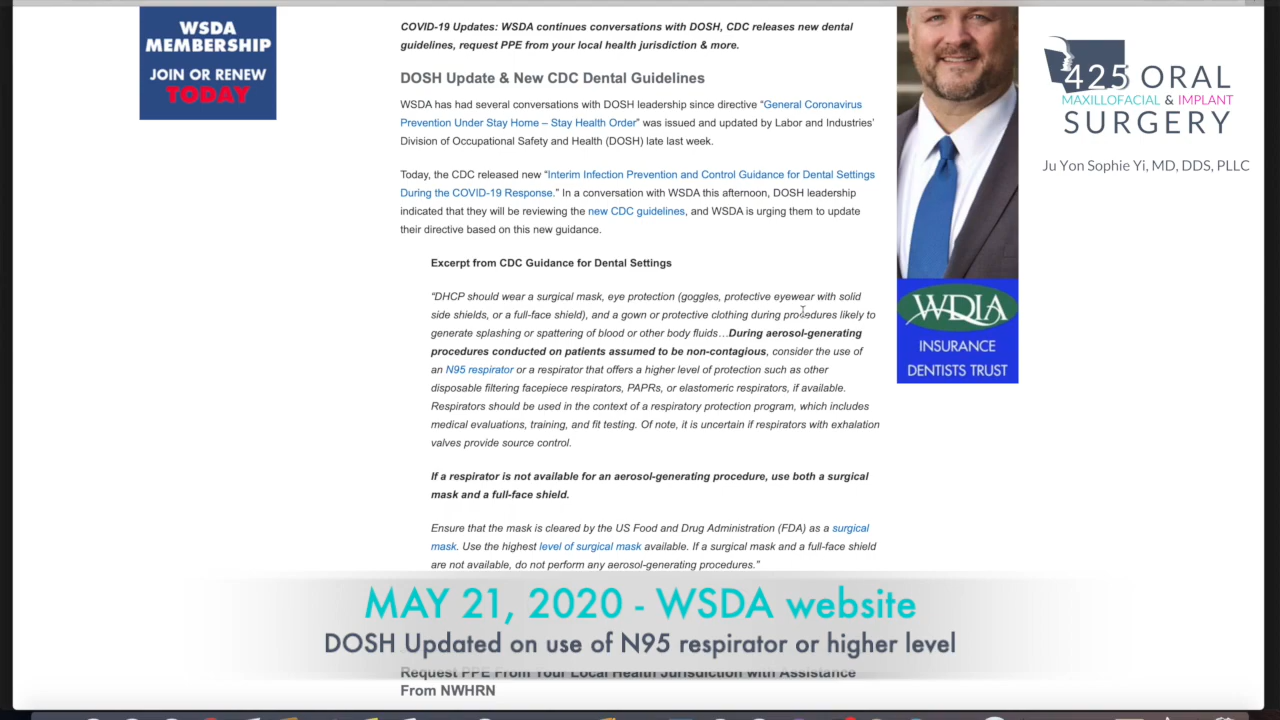 WSDA
MEMBERSHIP
JOIN OR RENEW
TODAY
COVID-19 Updates: WSDA continues conversations with DOSH, CDC releases new dental
guidelines, request PPE from your local health jurisdiction & more.
DOSH Update & New CDC Dental Guidelines
WSDA has had several conversations with DOSH leadership since directive “General Coronavirus
Prevention Under Stay Home – Stay Health Order” was issued and updated by Labor and Industries’
Division of Occupational Safety and Health (DOSH) late last week.
Today, the CDC released new “Interim Infection Prevention and Control Guidance for Dental Settings
During the COVID-19 Response.” In a conversation with WSDA this afternoon, DOSH leadership
indicated that they will be reviewing the new CDC guidelines, and WSDA is urging them to update
their directive based on this new guidance.
Excerpt from CDC Guidance for Dental Settings
“DHCP should wear a surgical mask, eye protection (goggles, protective eyewear with solid
side shields, or a full-face shield), and a gown or protective clothing during procedures likely to
generate splashing or spattering of blood or other body fluids…During aerosol-generating
procedures conducted on patients assumed to be non-contagious, consider the use of
an N95 respirator or a respirator that offers a higher level of protection such as other
disposable filtering facepiece respirators, PAPRs, or elastomeric respirators, if available.
Respirators should be used in the context of a respiratory protection program, which includes
medical evaluations, training, and fit testing. Of note, it is uncertain if respirators with exhalation
valves provide source control.
If a respirator is not available for an aerosol-generating procedure, use both a surgical
mask and a full-face shield.
Ensure that the mask is cleared by the US Food and Drug Administration (FDA) as a surgical
mask. Use the highest level of surgical mask available. If a surgical mask and a full-face shield
are not available, do not perform any aerosol-generating procedures.”
MAY 21, 2020 - WSDA website
DOSH Updated on use of N95 respirator or higher level
Request PPE From Your Local Health Jurisdiction with Assistance
From NWHRN
WDIA
INSURANCE
DENTISTS TRUST
425 ORAL
MAXILLOFACIAL & IMPLANT
SURGERY
Ju Yon Sophie Yi, MD, DDS, PLLC